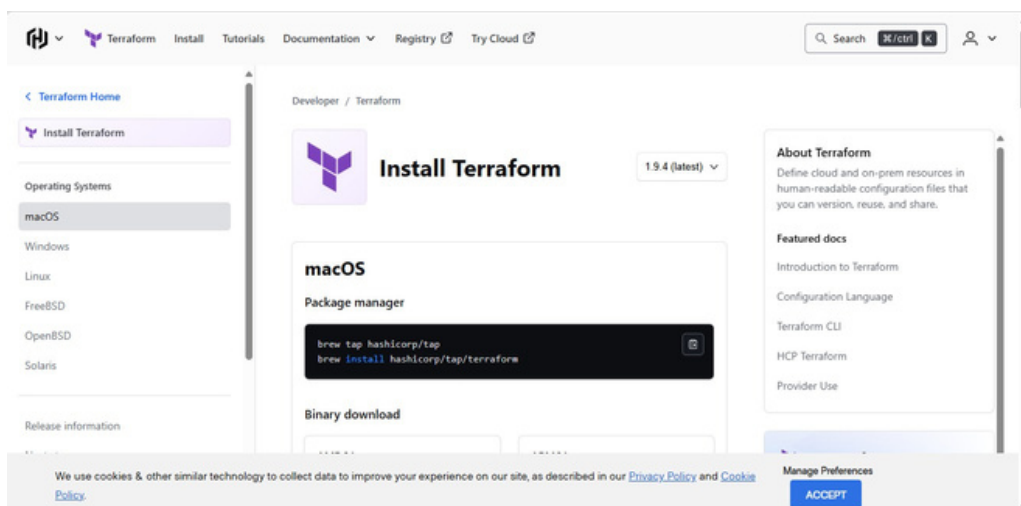 Terraform Install Tutorials Documentation Registry Try Cloud Search ⌘/ctrl K
Terraform Home
Install Terraform
Operating Systems
macOS
Windows
Linux
FreeBSD
OpenBSD
Solaris
Release information
Developer / Terraform
Install Terraform
1.9.4 (latest)
macOS
Package manager
brew tap hashicorp/tap
brew install hashicorp/tap/terraform
Binary download
About Terraform
Define cloud and on-prem resources in
human-readable configuration files that
you can version, reuse, and share.
Featured docs
Introduction to Terraform
Configuration Language
Terraform CLI
HCP Terraform
Provider Use
We use cookies & other similar technology to collect data to improve your experience on our site, as described in our Privacy Policy and Cookie
Policy.
Manage Preferences
ACCEPT